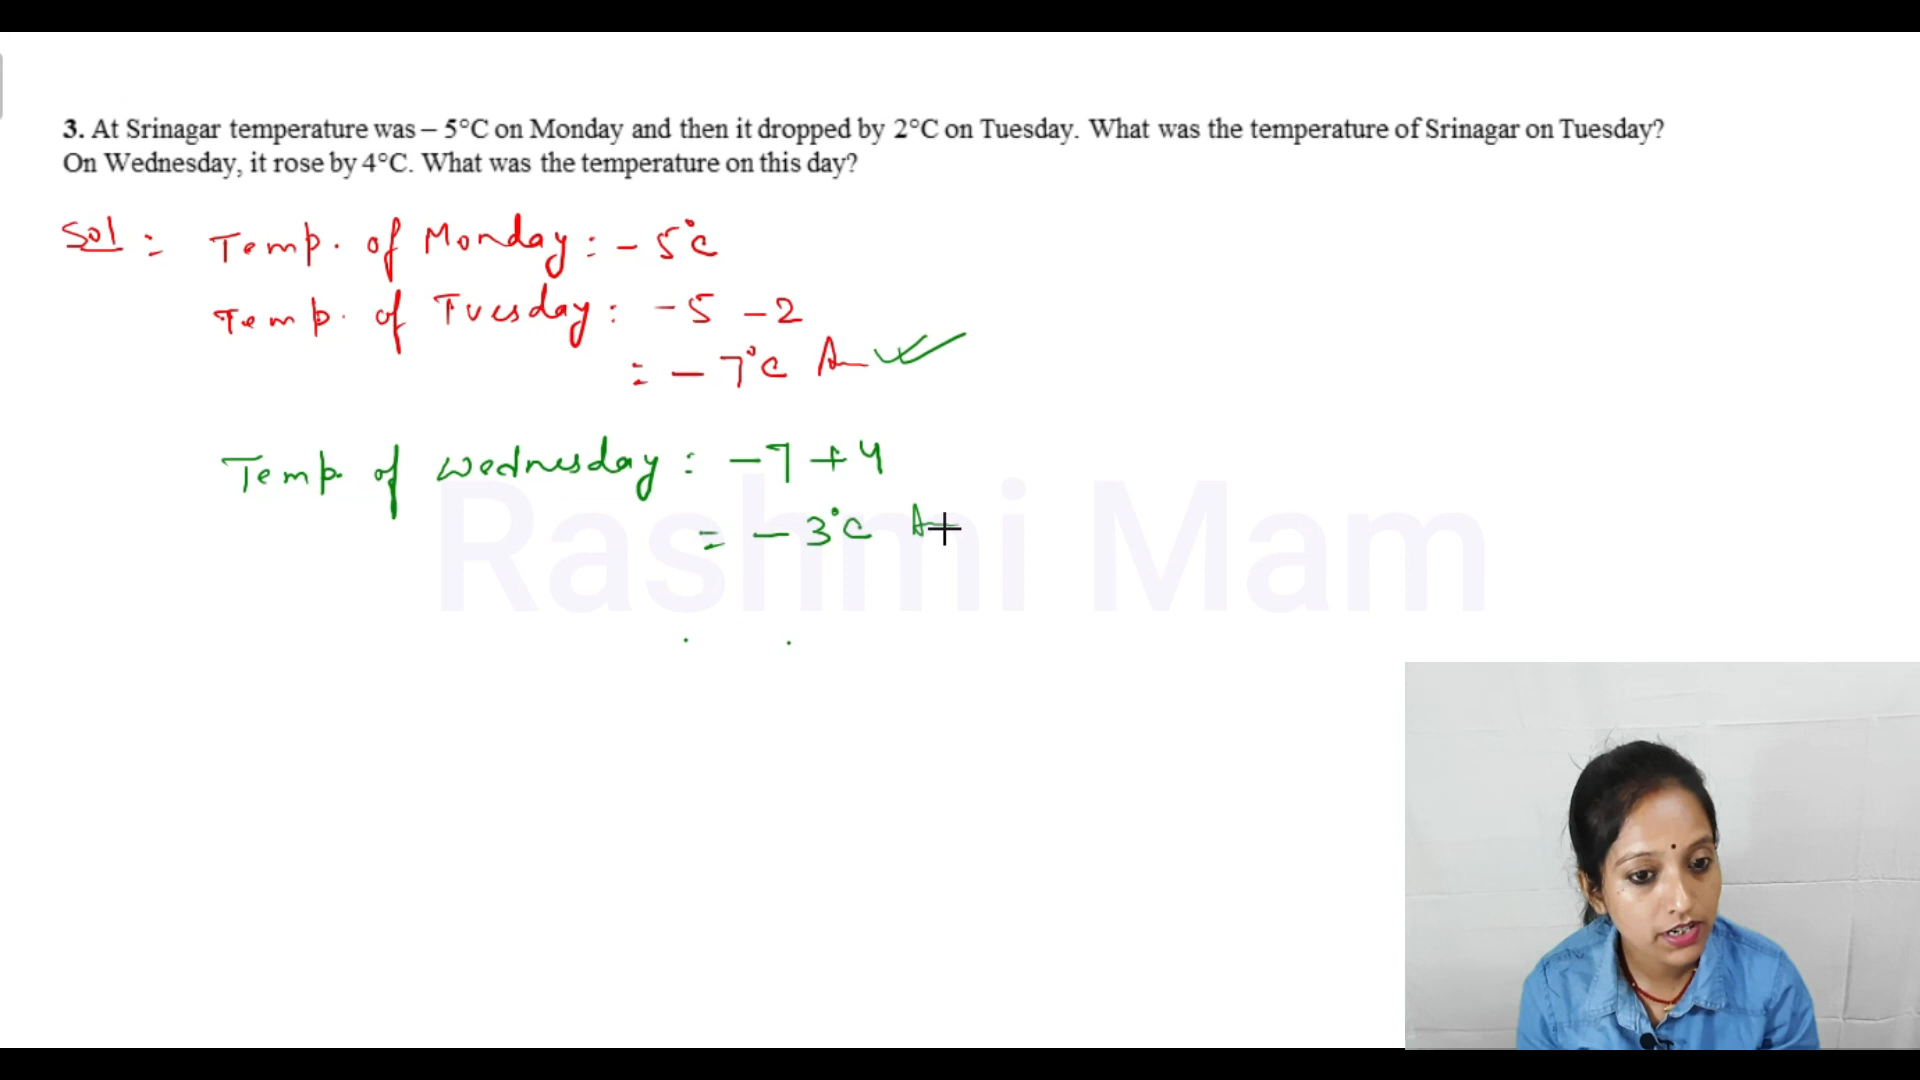 3. At Srinagar temperature was – 5°C on Monday and then it dropped by 2°C on Tuesday. What was the temperature of Srinagar on Tuesday?
On Wednesday, it rose by 4°C. What was the temperature on this day?
Sol = Temp. of Monday = - 5°C
Temp. of Tuesday = -5 -2
= - 7°C An
Temp. of wednesday = -7 + 4
= - 3°C An
Rashmi Mam